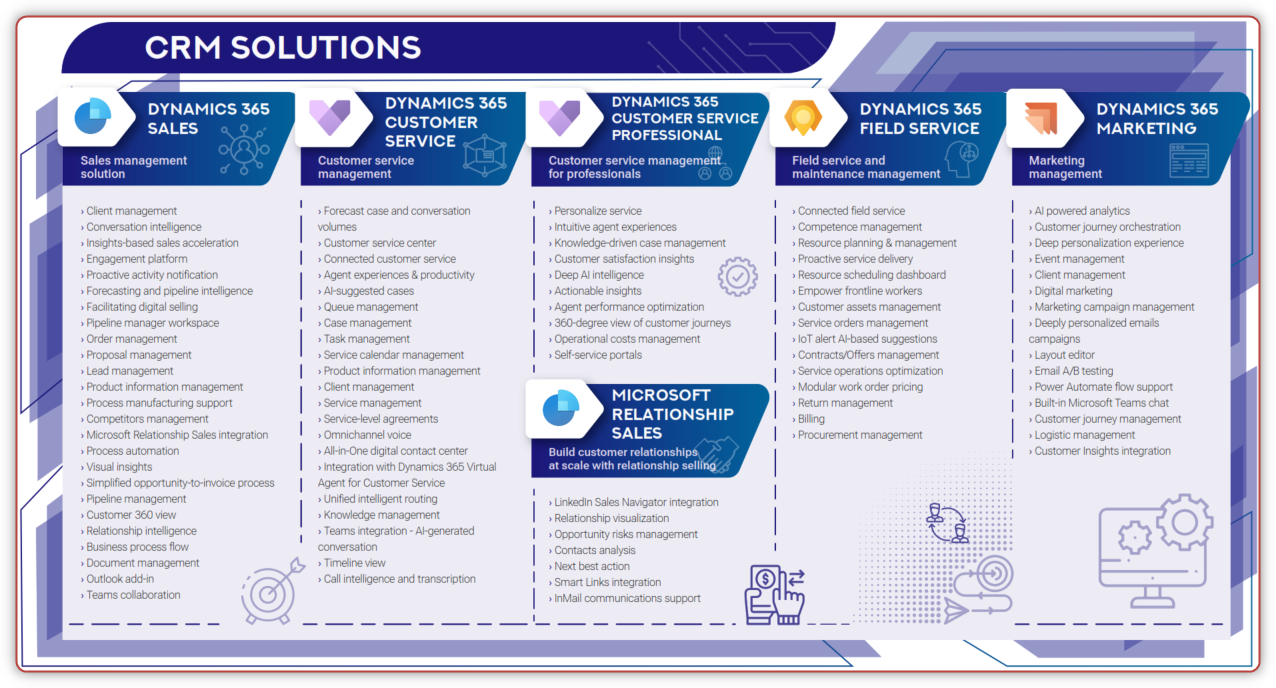 CRM SOLUTIONS
DYNAMICS 365
SALES
Sales management
solution
› Client management
› Conversation intelligence
› Insights-based sales acceleration
› Engagement platform
› Proactive activity notification
› Forecasting and pipeline intelligence
› Facilitating digital selling
› Pipeline manager workspace
› Order management
› Proposal management
› Lead management
› Product information management
› Process manufacturing support
› Competitors management
› Microsoft Relationship Sales integration
› Process automation
› Visual insights
› Simplified opportunity-to-invoice process
› Pipeline management
› Customer 360 view
› Relationship intelligence
› Business process flow
› Document management
› Outlook add-in
› Teams collaboration
DYNAMICS 365
CUSTOMER
SERVICE
Customer service
management
› Forecast case and conversation
volumes
› Customer service center
› Connected customer service
› Agent experiences & productivity
› AI-suggested cases
› Queue management
› Case management
› Task management
› Service calendar management
› Product information management
› Client management
› Service management
› Service-level agreements
› Omnichannel voice
› All-in-One digital contact center
› Integration with Dynamics 365 Virtual
Agent for Customer Service
› Unified intelligent routing
› Knowledge management
› Teams integration - AI-generated
conversation
› Timeline view
› Call intelligence and transcription
DYNAMICS 365
CUSTOMER SERVICE
PROFESSIONAL
Customer service management
for professionals
› Personalize service
› Intuitive agent experiences
› Knowledge-driven case management
› Customer satisfaction insights
› Deep AI intelligence
› Actionable insights
› Agent performance optimization
› 360-degree view of customer journeys
› Operational costs management
› Self-service portals
MICROSOFT
RELATIONSHIP
SALES
Build customer relationships
at scale with relationship selling
› LinkedIn Sales Navigator integration
› Relationship visualization
› Opportunity risks management
› Contacts analysis
› Next best action
› Smart Links integration
› InMail communications support
$
DYNAMICS 365
FIELD SERVICE
Field service and
maintenance management
› Connected field service
› Competence management
› Resource planning & management
› Proactive service delivery
› Resource scheduling dashboard
› Empower frontline workers
› Customer assets management
› Service orders management
› IoT alert AI-based suggestions
› Contracts/Offers management
› Service operations optimization
› Modular work order pricing
› Return management
› Billing
› Procurement management
DYNAMICS 365
MARKETING
Marketing
management
› AI powered analytics
› Customer journey orchestration
› Deep personalization experience
› Event management
› Client management
› Digital marketing
› Marketing campaign management
› Deeply personalized emails
campaigns
› Layout editor
› Email A/B testing
› Power Automate flow support
› Built-in Microsoft Teams chat
› Customer journey management
› Logistic management
› Customer Insights integration